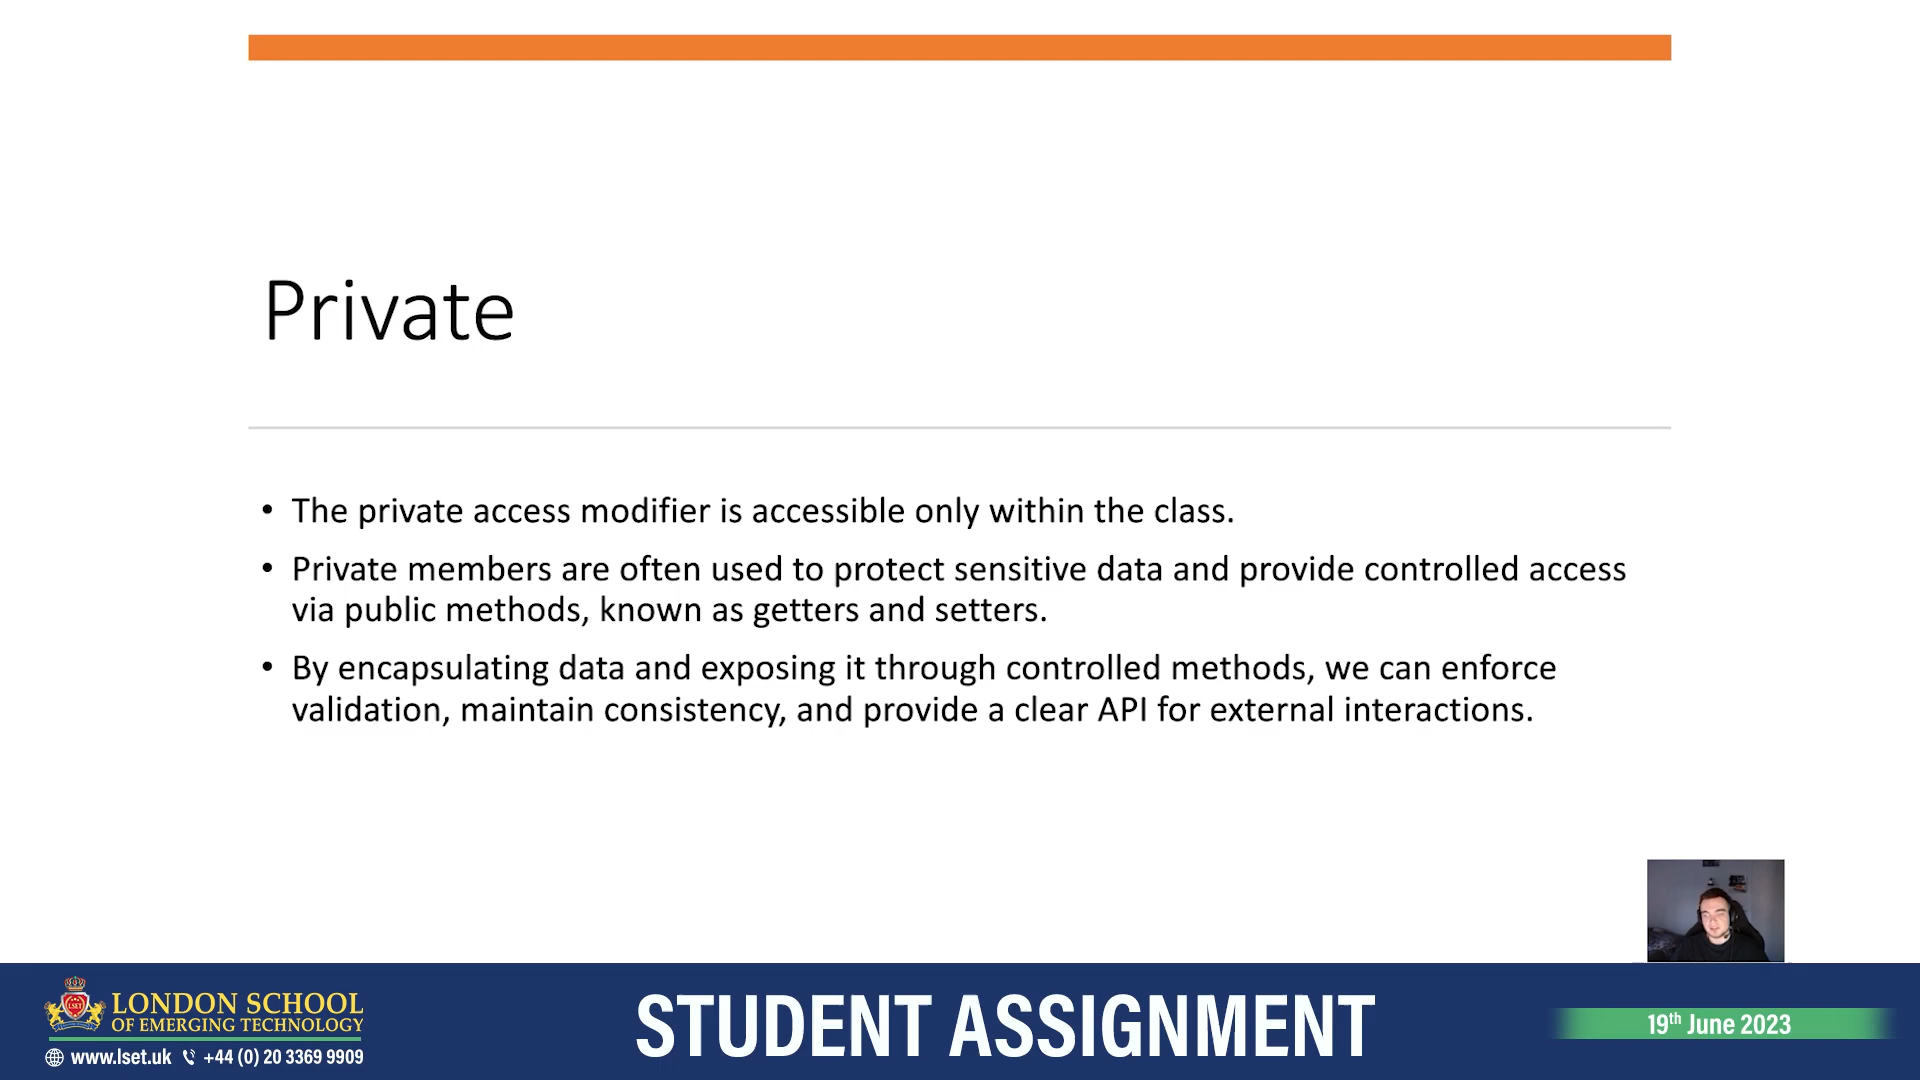 Private
• The private access modifier is accessible only within the class.
• Private members are often used to protect sensitive data and provide controlled access
via public methods, known as getters and setters.
• By encapsulating data and exposing it through controlled methods, we can enforce
validation, maintain consistency, and provide a clear API for external interactions.
LSET
LONDON SCHOOL
OF EMERGING TECHNOLOGY
www.lset.uk +44 (0) 20 3369 9909
STUDENT ASSIGNMENT
19th June 2023